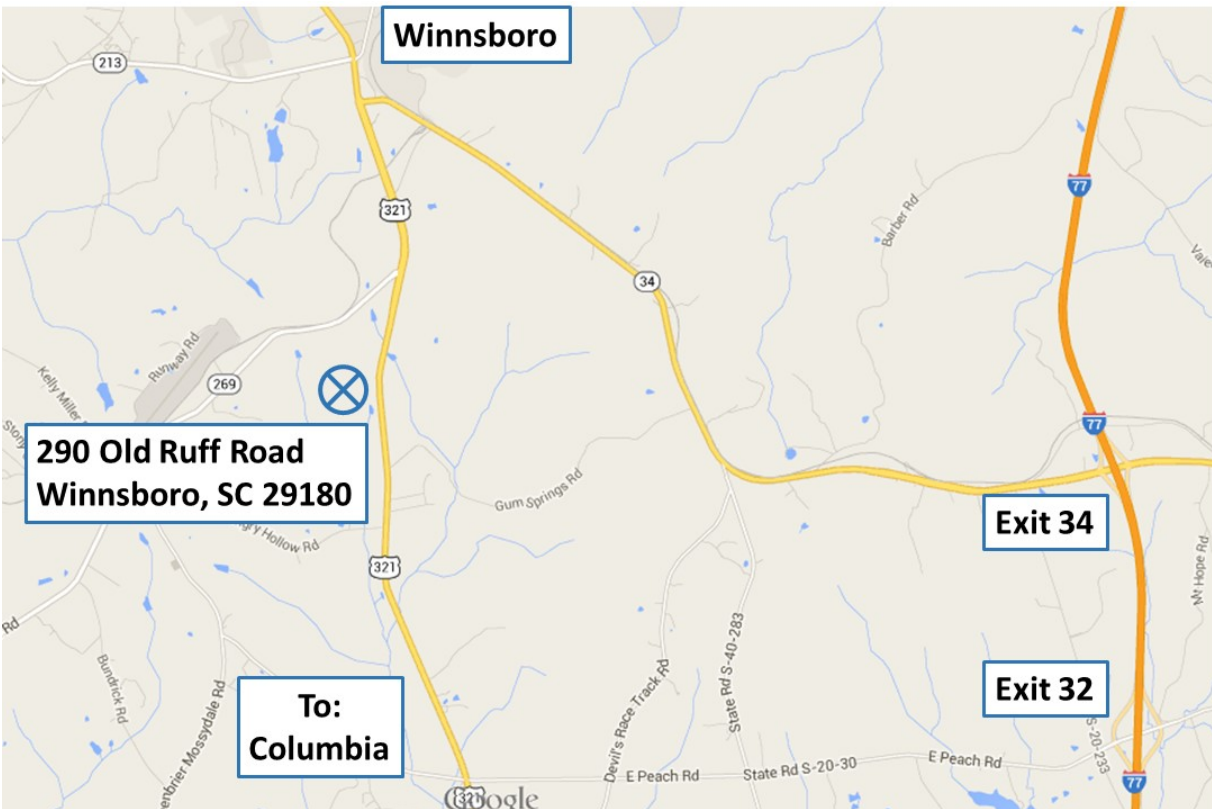 Winnsboro
213
321
77
Barber Rd
34
Runway Rd
269
Kelly Miller
77
290 Old Ruff Road
Winnsboro, SC 29180
Gum Springs Rd
Exit 34
Hollow Rd
321
Mt Hope Rd
Rd
State Rd S-40-283
Devil's Race Track Rd
Bundrick Rd
Mossydale Rd
Exit 32
To:
Columbia
S-20-233
E Peach Rd
State Rd S-20-30
E Peach Rd
77
321
Google